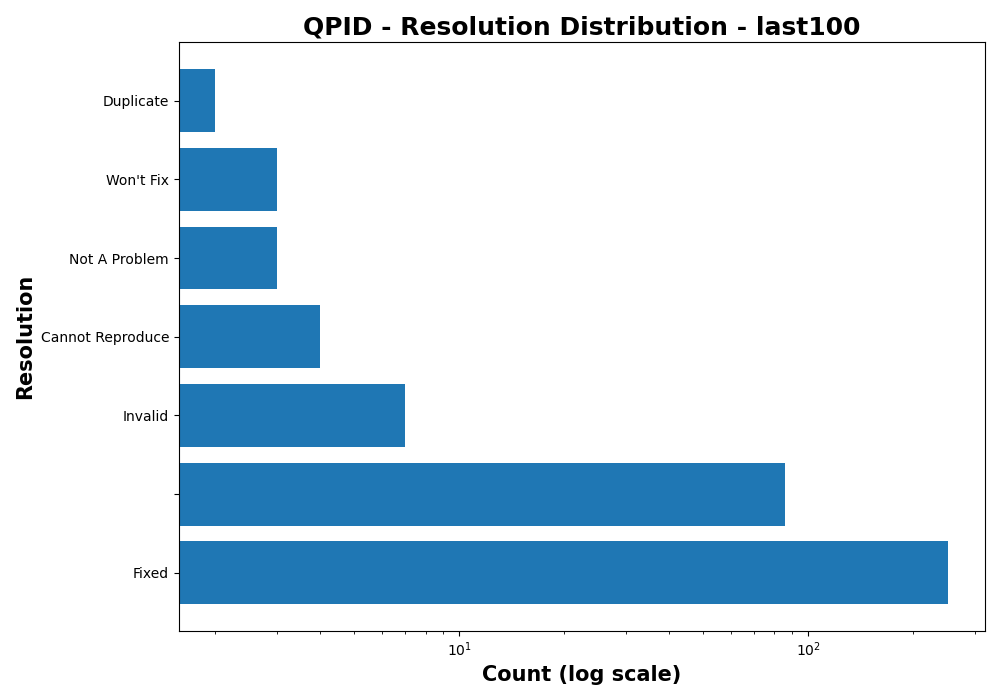 QPID - Resolution Distribution - last100
Duplicate
Won't Fix
Not A Problem
Cannot Reproduce
Invalid
Fixed
Resolution
10¹
10²
Count (log scale)